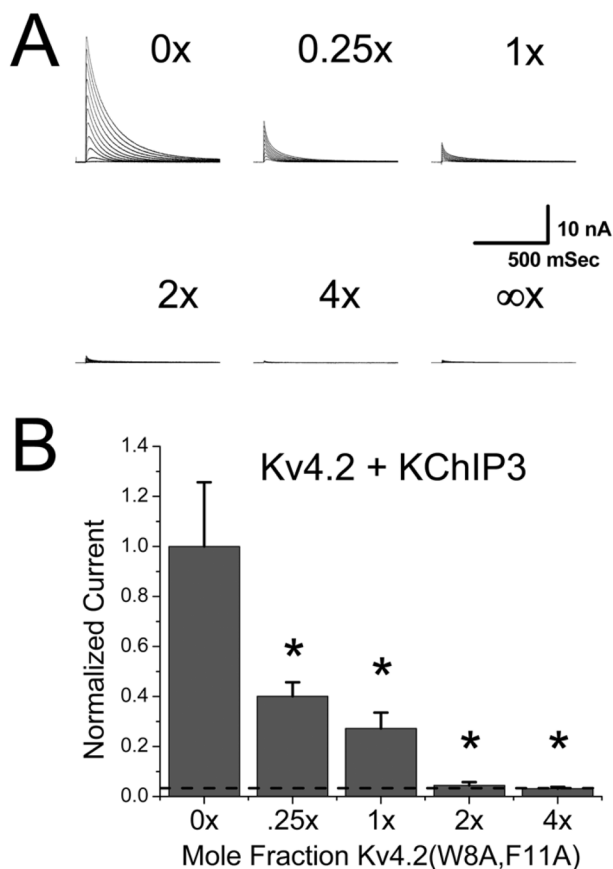 A
0x 0.25x 1x
10 nA
500 mSec
2x 4x ∞x
B
Kv4.2 + KChIP3
Normalized Current
1.4
1.2
1.0
0.8
0.6
0.4
0.2
0.0
* * * *
0x .25x 1x 2x 4x
Mole Fraction Kv4.2(W8A,F11A)